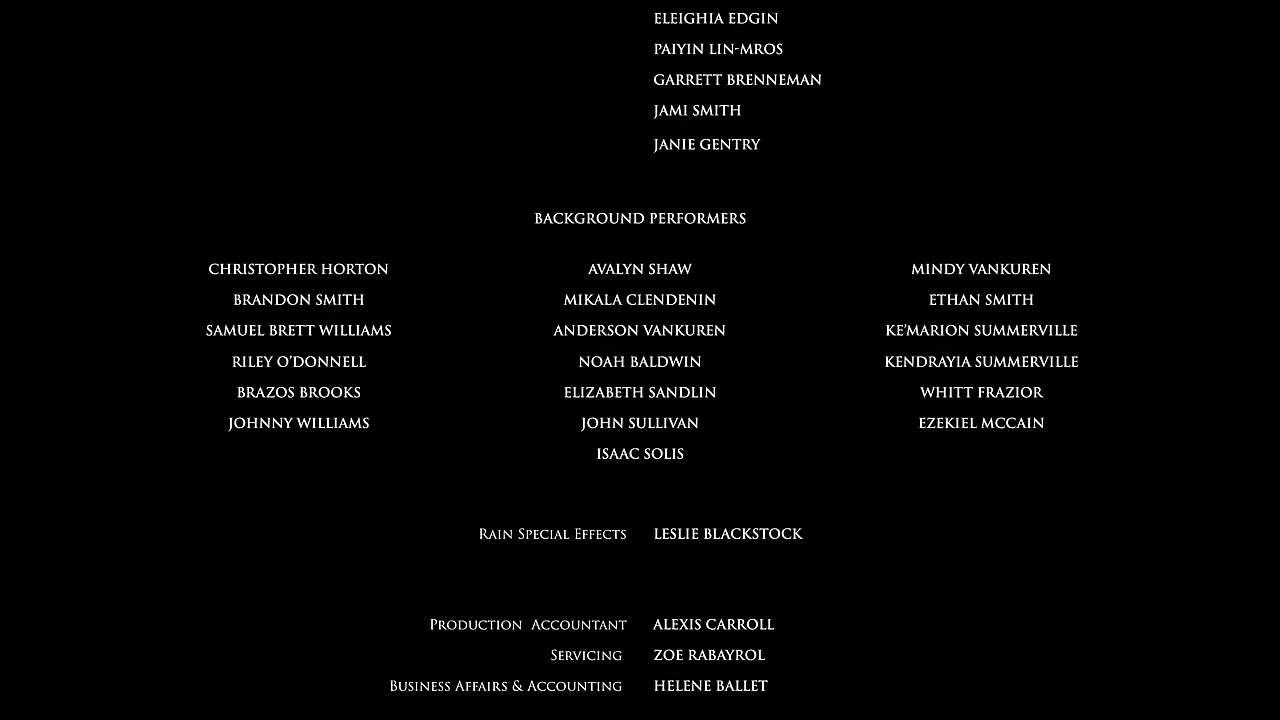 ELEIGHIA EDGIN
PAIYIN LIN-MROS
GARRETT BRENNEMAN
JAMI SMITH
JANIE GENTRY
BACKGROUND PERFORMERS
CHRISTOPHER HORTON AVALYN SHAW MINDY VANKUREN
BRANDON SMITH MIKALA CLENDENIN ETHAN SMITH
SAMUEL BRETT WILLIAMS ANDERSON VANKUREN KE'MARION SUMMERVILLE
RILEY O'DONNELL NOAH BALDWIN KENDRAYIA SUMMERVILLE
BRAZOS BROOKS ELIZABETH SANDLIN WHITT FRAZIOR
JOHNNY WILLIAMS JOHN SULLIVAN EZEKIEL MCCAIN
ISAAC SOLIS
RAIN SPECIAL EFFECTS LESLIE BLACKSTOCK
PRODUCTION ACCOUNTANT ALEXIS CARROLL
SERVICING ZOE RABAYROL
BUSINESS AFFAIRS & ACCOUNTING HELENE BALLET